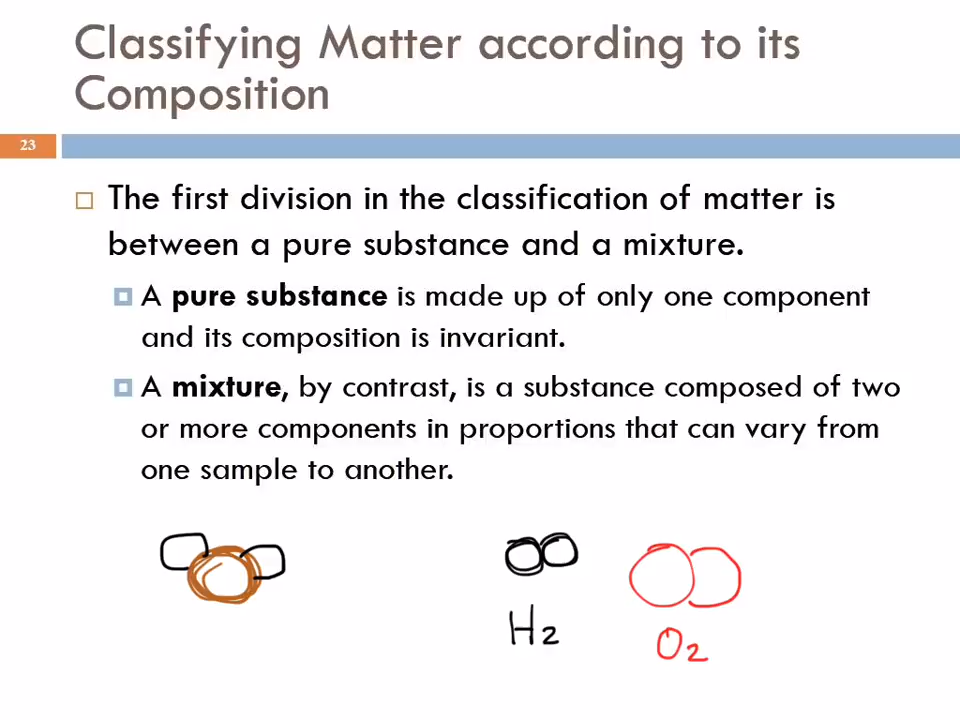 Classifying Matter according to its
Composition
23
The first division in the classification of matter is
between a pure substance and a mixture.
A pure substance is made up of only one component
and its composition is invariant.
A mixture, by contrast, is a substance composed of two
or more components in proportions that can vary from
one sample to another.
H2
O2